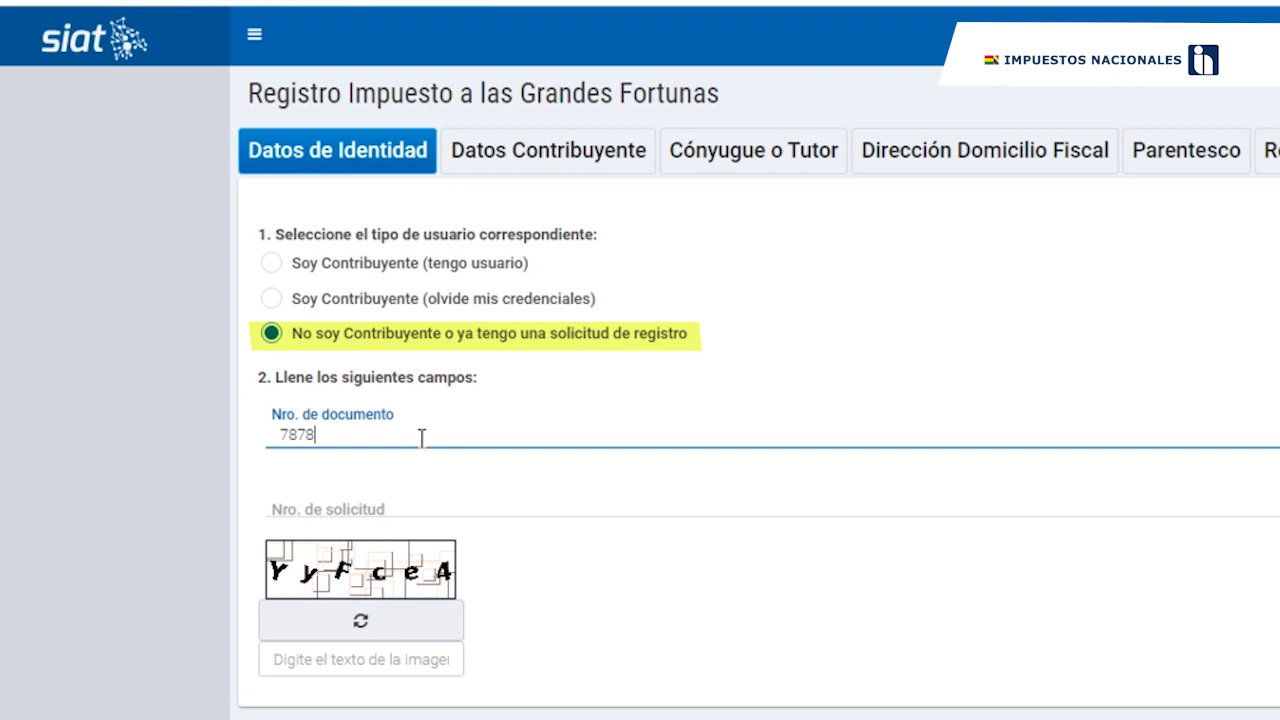 siat
IMPUESTOS NACIONALES
Registro Impuesto a las Grandes Fortunas
Datos de Identidad
Datos Contribuyente
Cónyugue o Tutor
Dirección Domicilio Fiscal
Parentesco
1. Seleccione el tipo de usuario correspondiente:
Soy Contribuyente (tengo usuario)
Soy Contribuyente (olvide mis credenciales)
No soy Contribuyente o ya tengo una solicitud de registro
2. Llene los siguientes campos:
Nro. de documento
7878
Nro. de solicitud
Y y F c e A
Digite el texto de la imagen